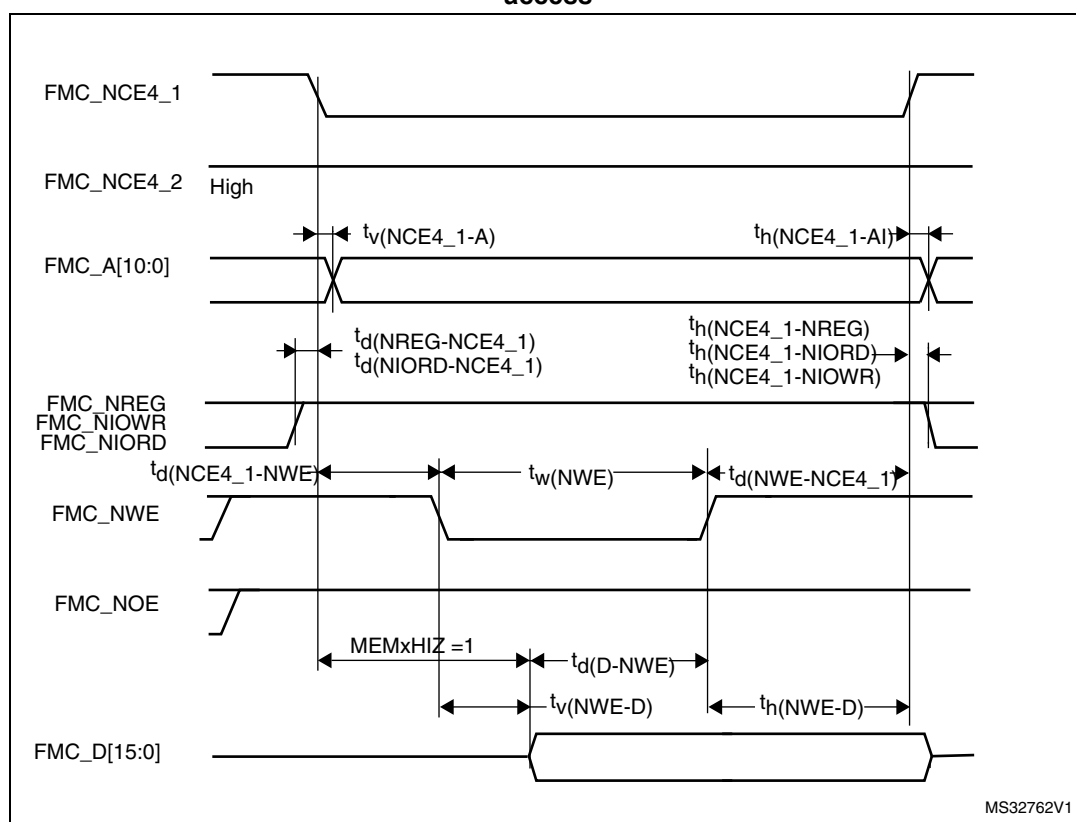 access
FMC_NCE4_1
FMC_NCE4_2 High
tv(NCE4_1-A) th(NCE4_1-AI)
FMC_A[10:0]
th(NCE4_1-NREG)
td(NREG-NCE4_1) th(NCE4_1-NIORD)
td(NIORD-NCE4_1) th(NCE4_1-NIOWR)
FMC_NREG
FMC_NIOWR
FMC_NIORD
td(NCE4_1-NWE) tw(NWE) td(NWE-NCE4_1)
FMC_NWE
FMC_NOE
MEMxHIZ =1 td(D-NWE)
tv(NWE-D) th(NWE-D)
FMC_D[15:0]
MS32762V1